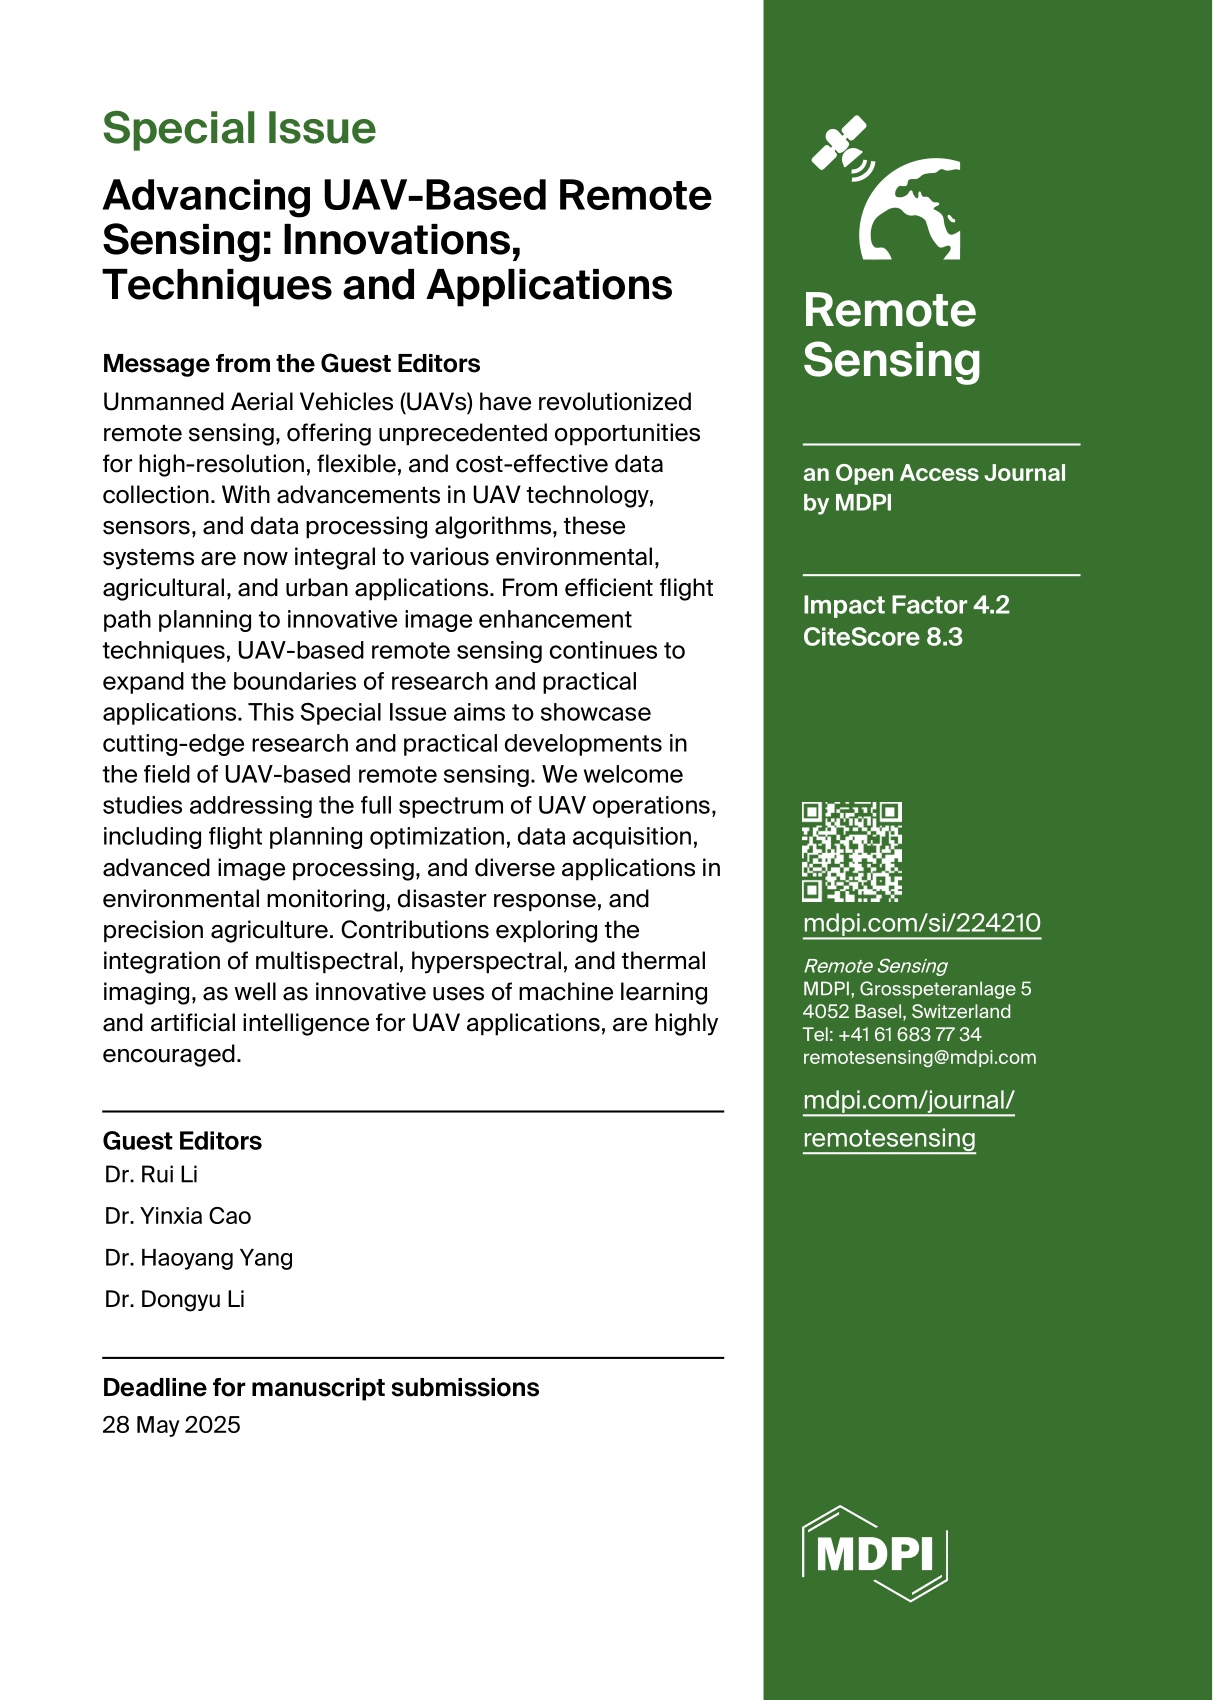 Special Issue
Advancing UAV-Based Remote
Sensing: Innovations,
Techniques and Applications
Message from the Guest Editors
Unmanned Aerial Vehicles (UAVs) have revolutionized
remote sensing, offering unprecedented opportunities
for high-resolution, flexible, and cost-effective data
collection. With advancements in UAV technology,
sensors, and data processing algorithms, these
systems are now integral to various environmental,
agricultural, and urban applications. From efficient flight
path planning to innovative image enhancement
techniques, UAV-based remote sensing continues to
expand the boundaries of research and practical
applications. This Special Issue aims to showcase
cutting-edge research and practical developments in
the field of UAV-based remote sensing. We welcome
studies addressing the full spectrum of UAV operations,
including flight planning optimization, data acquisition,
advanced image processing, and diverse applications in
environmental monitoring, disaster response, and
precision agriculture. Contributions exploring the
integration of multispectral, hyperspectral, and thermal
imaging, as well as innovative uses of machine learning
and artificial intelligence for UAV applications, are highly
encouraged.
Guest Editors
Dr. Rui Li
Dr. Yinxia Cao
Dr. Haoyang Yang
Dr. Dongyu Li
Deadline for manuscript submissions
28 May 2025
Remote
Sensing
an Open Access Journal
by MDPI
Impact Factor 4.2
CiteScore 8.3
mdpi.com/si/224210
Remote Sensing
MDPI, Grosspeteranlage 5
4052 Basel, Switzerland
Tel: +41 61 683 77 34
remotesensing@mdpi.com
mdpi.com/journal/
remotesensing
MDPI